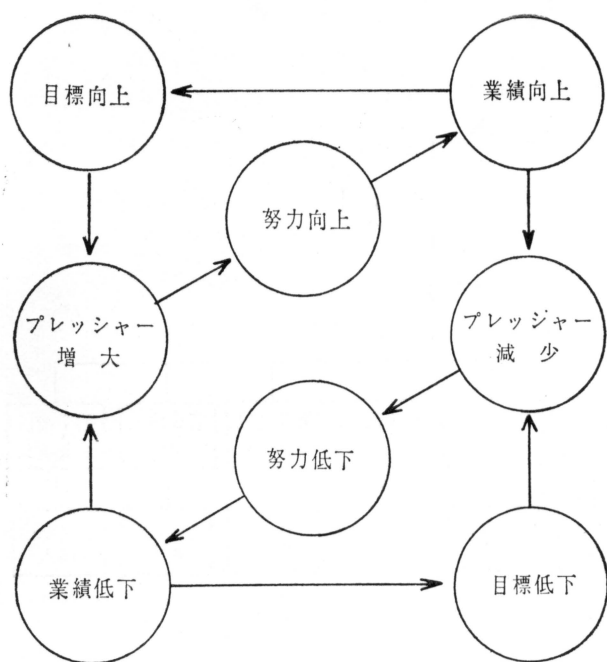 目標向上
業績向上
努力向上
プレッシャー
増大
プレッジャー
減少
努力低下
業績低下
目標低下